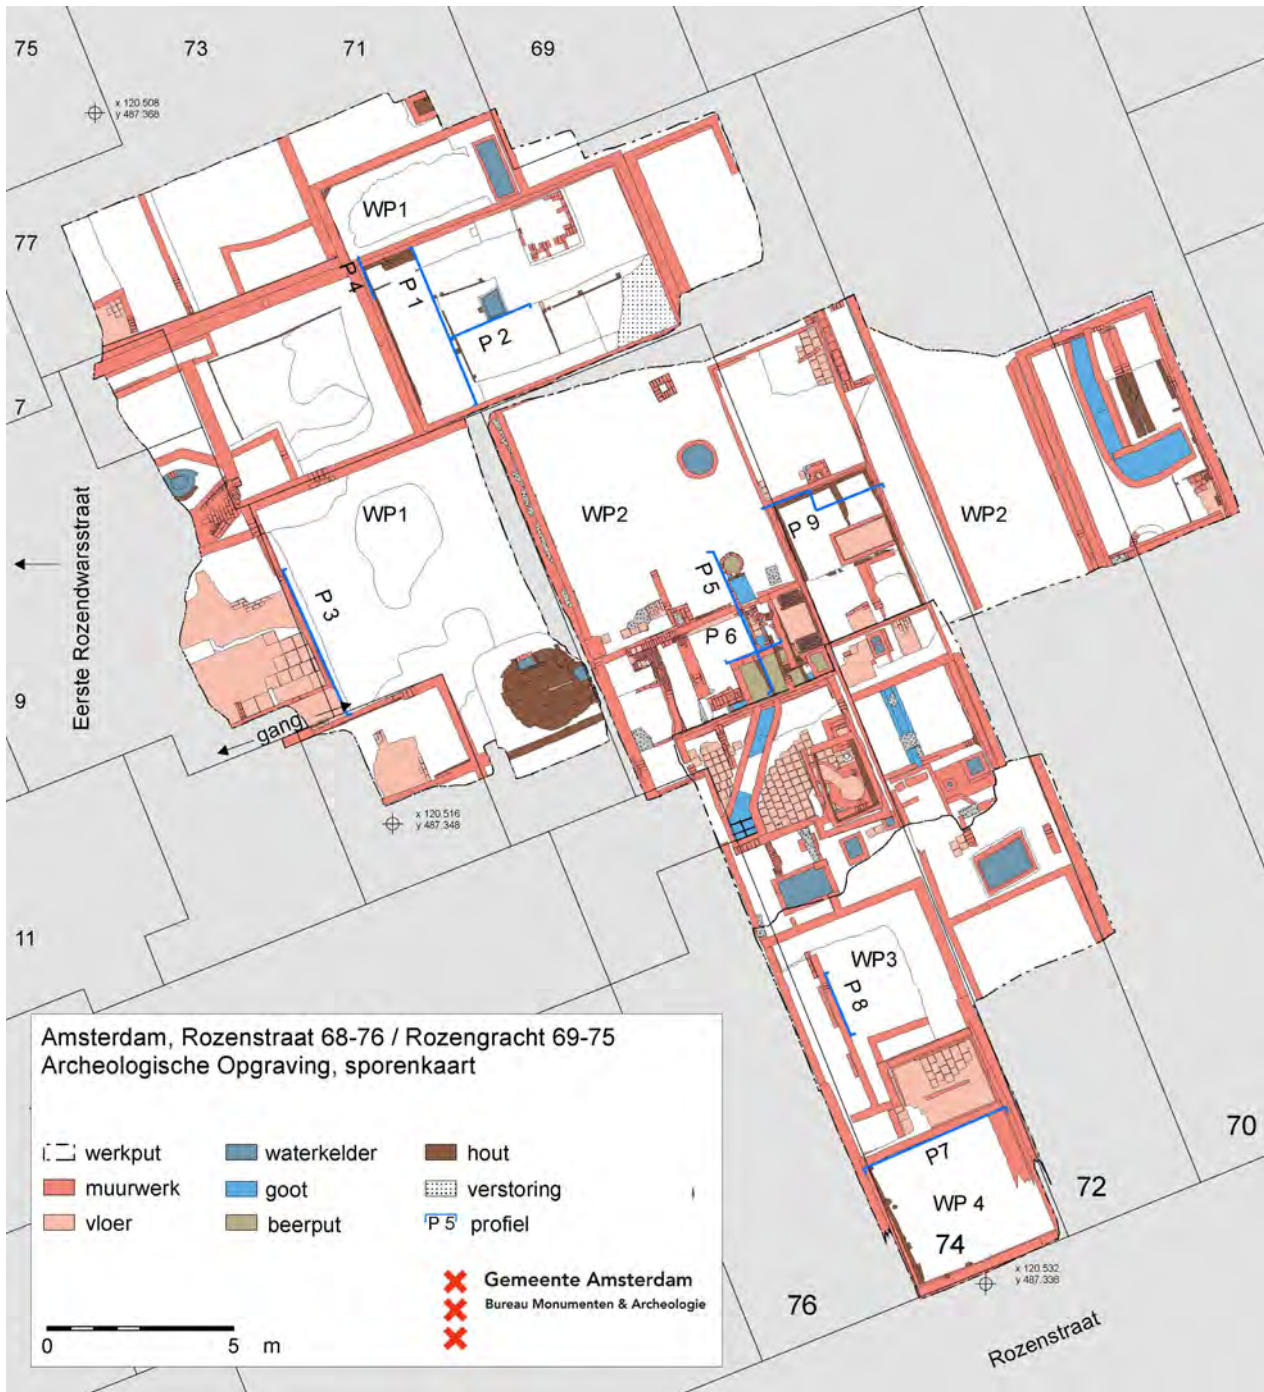 75
73
71
69
x 120.508
y 487.368
WP1
77
P 4
P 1
P 2
7
WP1
WP2
WP2
P 9
P 5
P 3
P 6
Eerste Rozendwarsstraat
9
gang
x 120.516
y 487.348
11
WP3
P 8
Amsterdam, Rozenstraat 68-76 / Rozengracht 69-75
Archeologische Opgraving, sporenkaart
werkput
waterkelder
hout
muurwerk
goot
verstoring
vloer
beerput
P 5 profiel
Gemeente Amsterdam
Bureau Monumenten & Archeologie
0 5 m
P7
WP 4
74
70
72
x 120.532
y 487.336
76
Rozenstraat